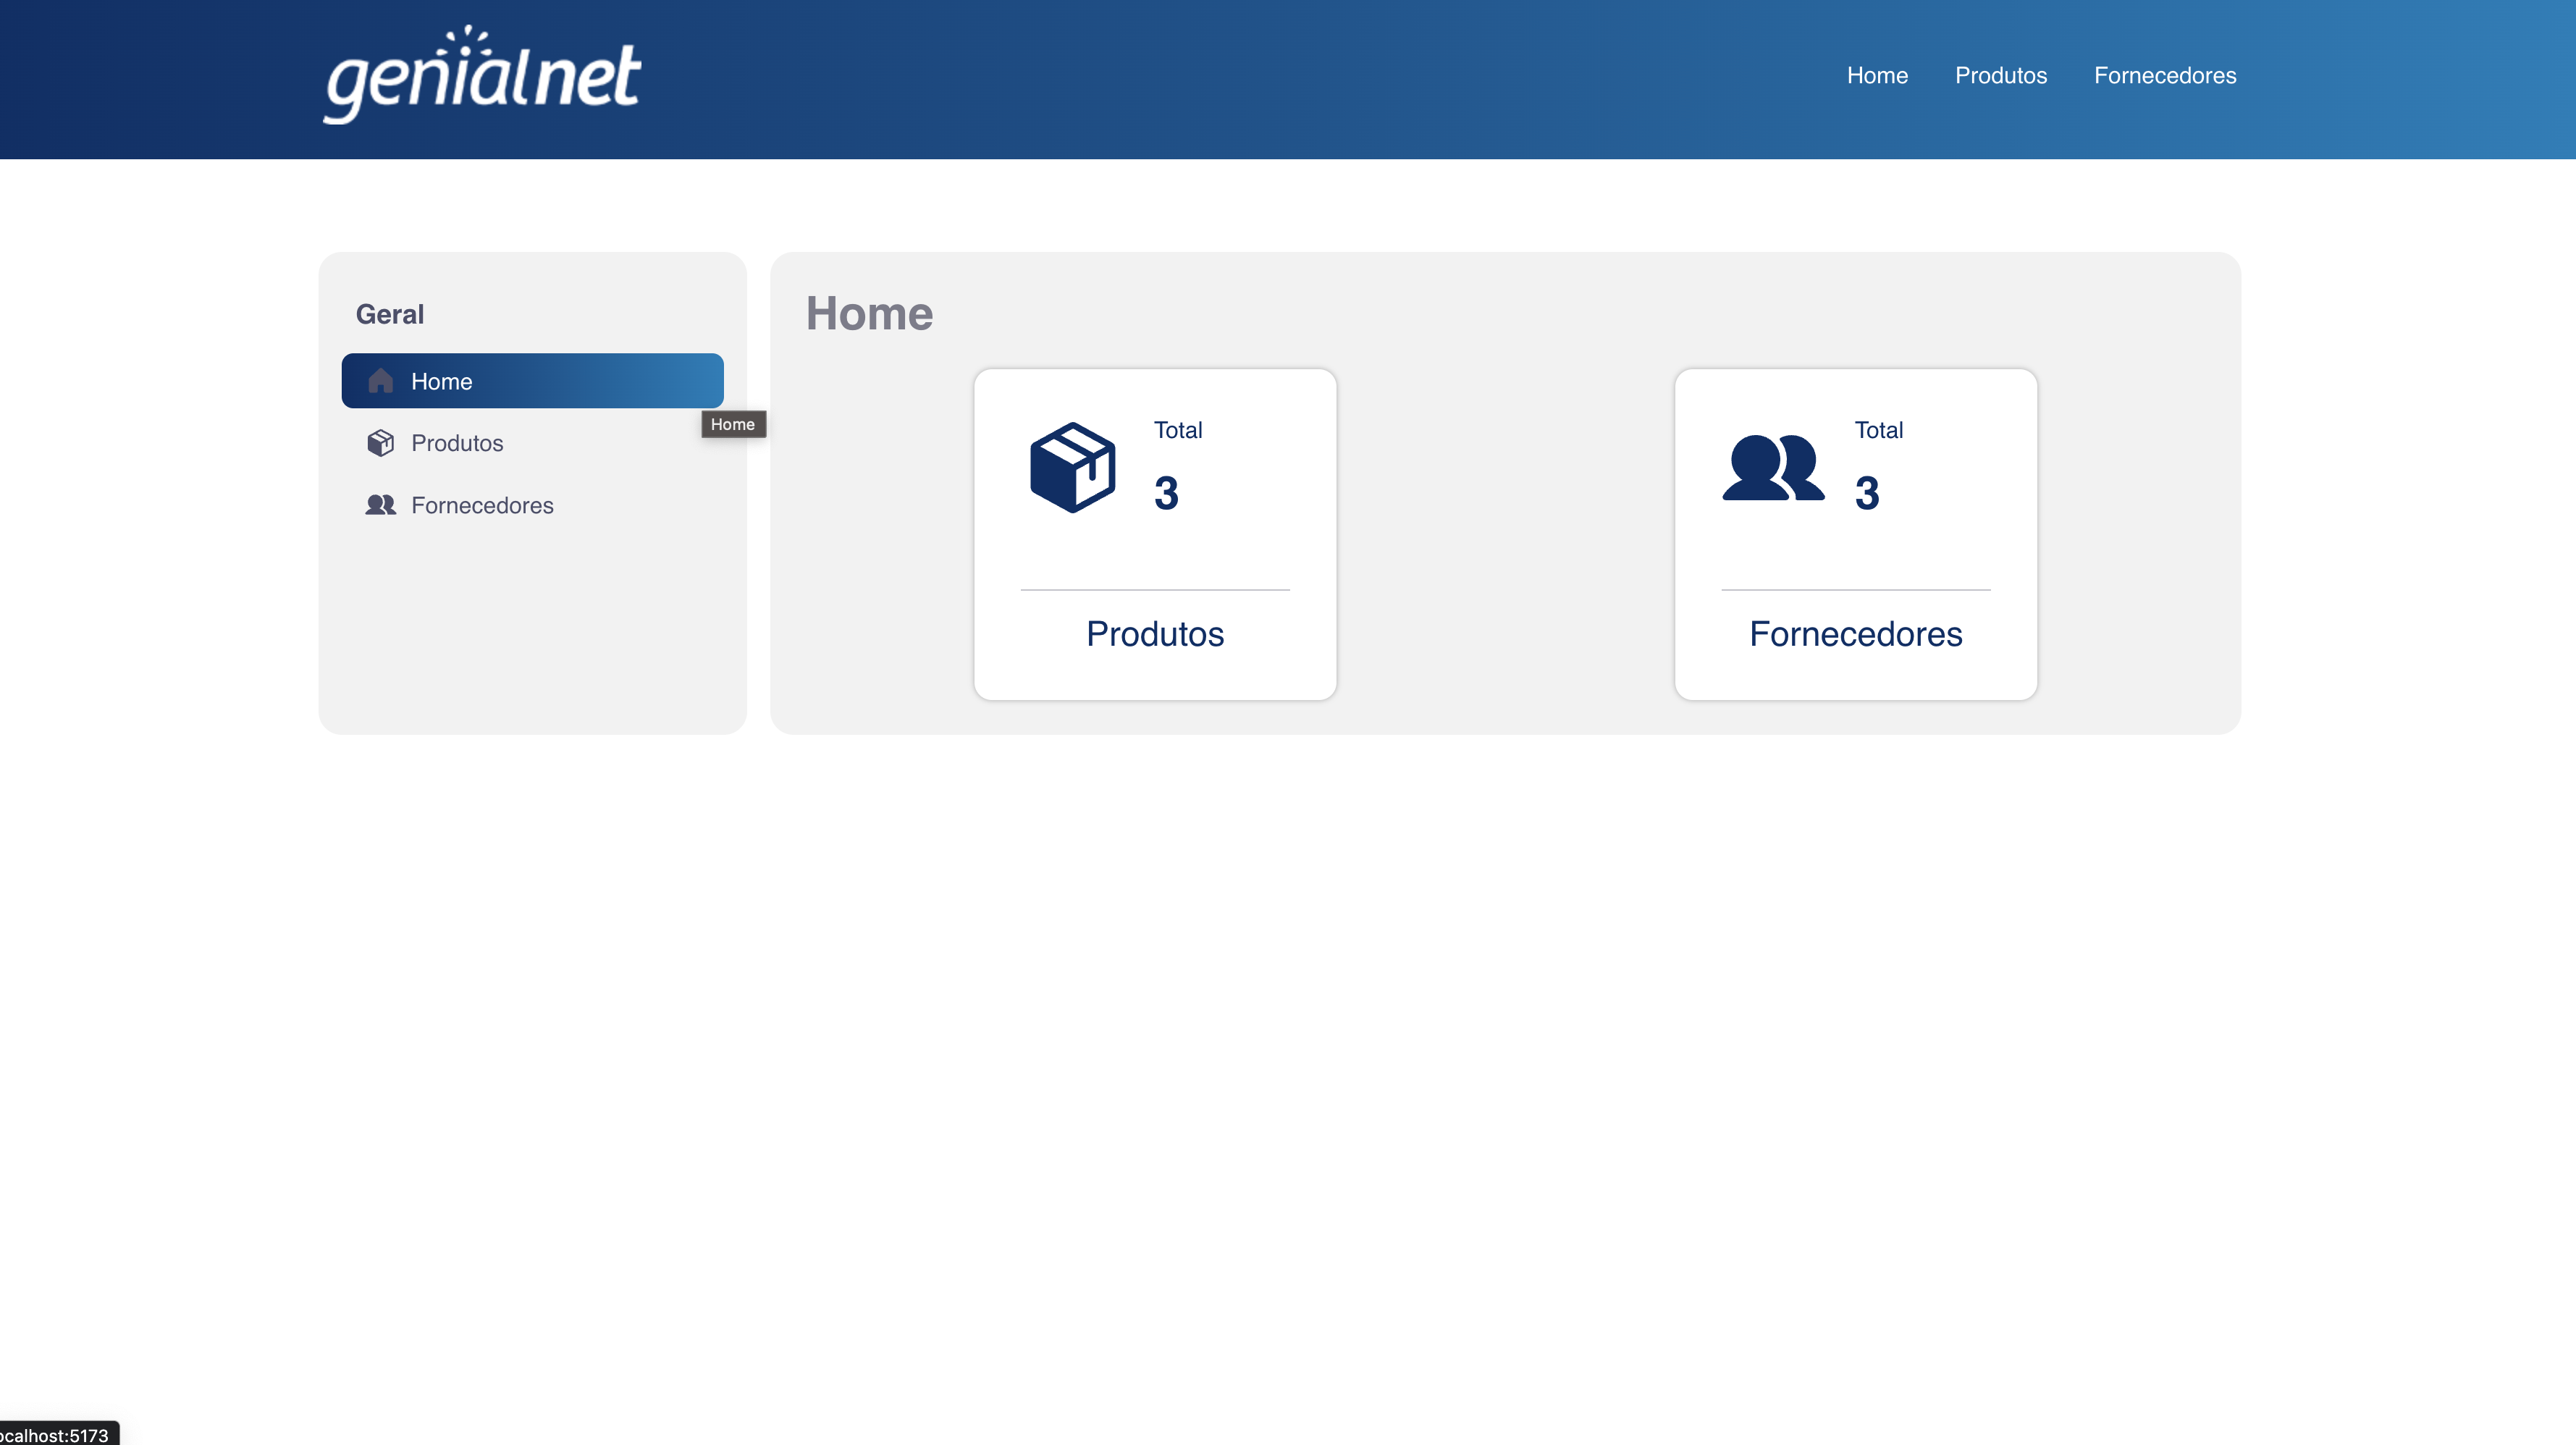 genialnet
Home Produtos Fornecedores
Geral
Home
Produtos
Fornecedores
Home
Home
Total
3
Produtos
Total
3
Fornecedores
ocalhost:5173